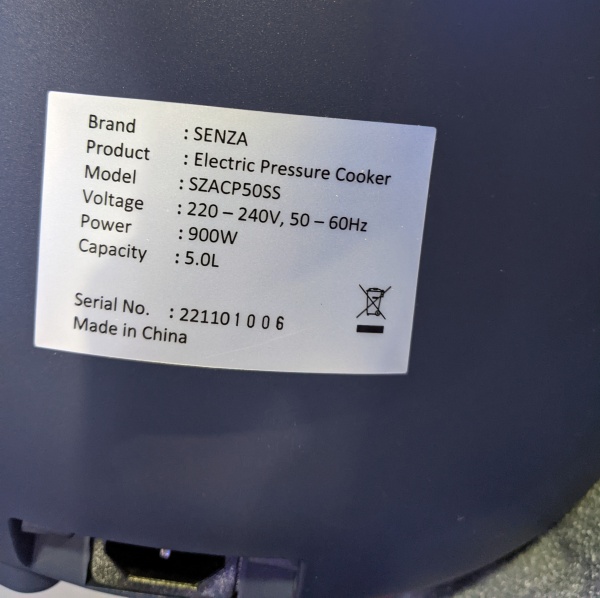 Brand : SENZA
Product : Electric Pressure Cooker
Model : SZACP50SS
Voltage : 220 – 240V, 50 – 60Hz
Power : 900W
Capacity : 5.0L
Serial No. : 221101006
Made in China